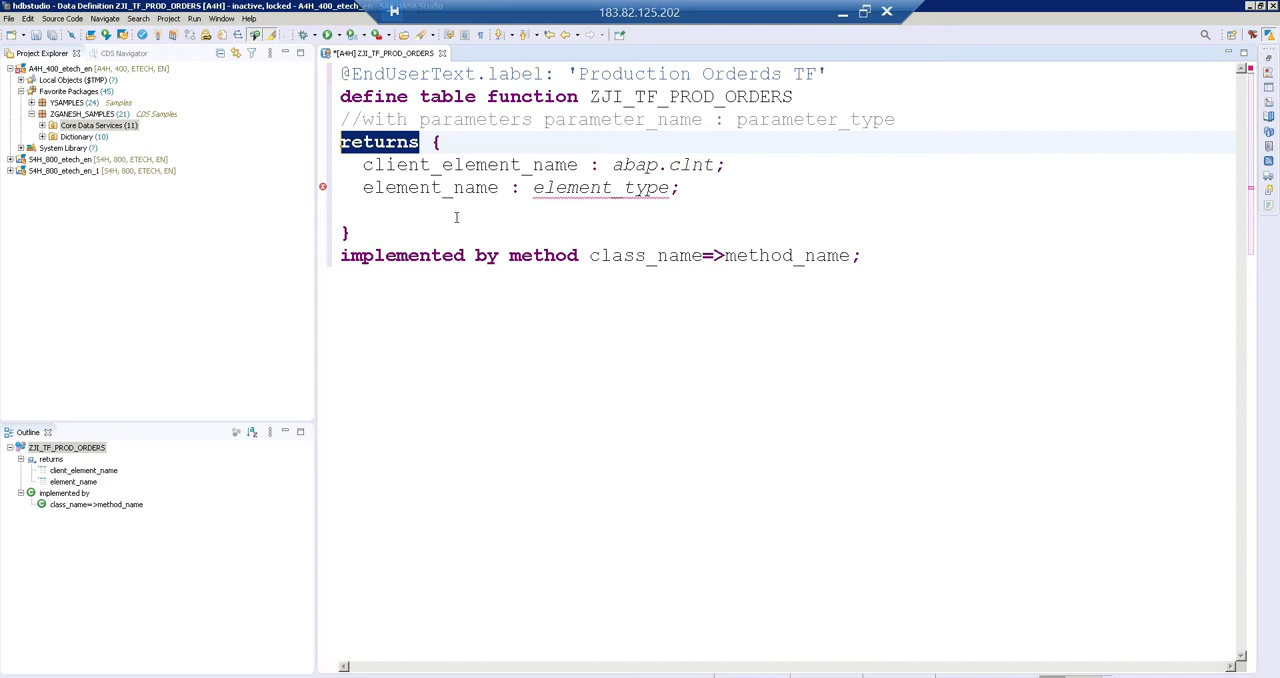 hdbstudio - Data Definition ZJI_TF_PROD_ORDERS [A4H] - inactive, locked - A4H_400_etech_en
Studio
183.82.125.202
File Edit Source Code Navigate Search Project Run Window Help
Project Explorer
CDS Navigator
*[A4H] ZJI_TF_PROD_ORDERS
A4H_400_etech_en [A4H, 400, ETECH, EN]
Local Objects ($TMP) (?)
Favorite Packages (45)
YSAMPLES (24) Samples
ZGANESH_SAMPLES (21) CDS Samples
Core Data Services (11)
Dictionary (10)
System Library (?)
S4H_800_etech_en [S4H, 800, ETECH, EN]
S4H_800_etech_en_1 [S4H, 800, ETECH, EN]
@EndUserText.label: 'Production Orderds TF'
define table function ZJI_TF_PROD_ORDERS
//with parameters parameter_name : parameter_type
returns {
client_element_name : abap.clnt;
element_name : element_type;
}
implemented by method class_name=>method_name;
Outline
ZJI_TF_PROD_ORDERS
returns
client_element_name
element_name
implemented by
class_name=>method_name